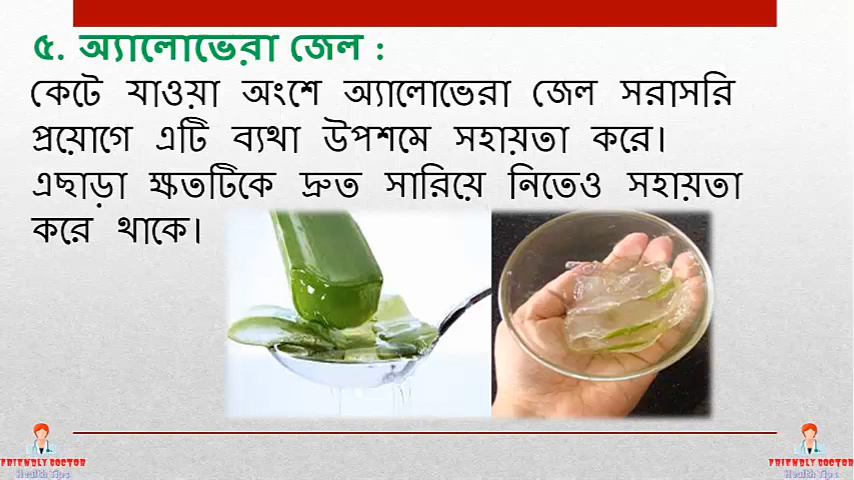 ৫. অ্যালোভেরা জেল :
কেটে যাওয়া অংশে অ্যালোভেরা জেল সরাসরি
প্রয়োগে এটি ব্যথা উপশমে সহায়তা করে।
এছাড়া ক্ষতটিকে দ্রুত সারিয়ে নিতেও সহায়তা
করে থাকে।
FRIENDLY DOCTOR
Health Tips
FRIENDLY DOCTOR
Health Tips